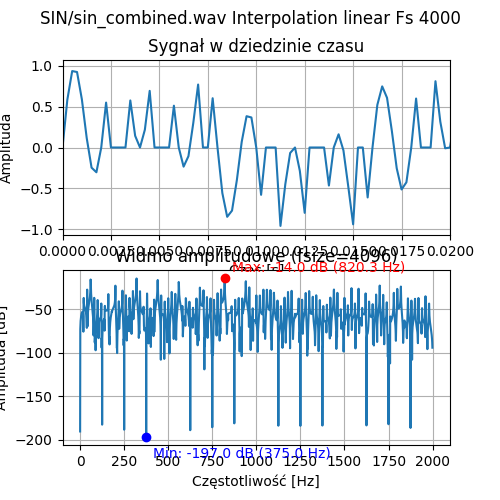 SIN/sin_combined.wav Interpolation linear Fs 4000
Sygnał w dziedzinie czasu
1.0
0.5
0.0
−0.5
−1.0
Amplituda
0.0000 0.0025 0.0050 0.0075 0.0100 0.0125 0.0150 0.0175 0.0200
Widmo amplitudowe (fsize=4096)
Max: -14.0 dB (820.3 Hz)
−50
−100
−150
−200
Amplituda [dB]
Min: -197.0 dB (375.0 Hz)
0 250 500 750 1000 1250 1500 1750 2000
Częstotliwość [Hz]